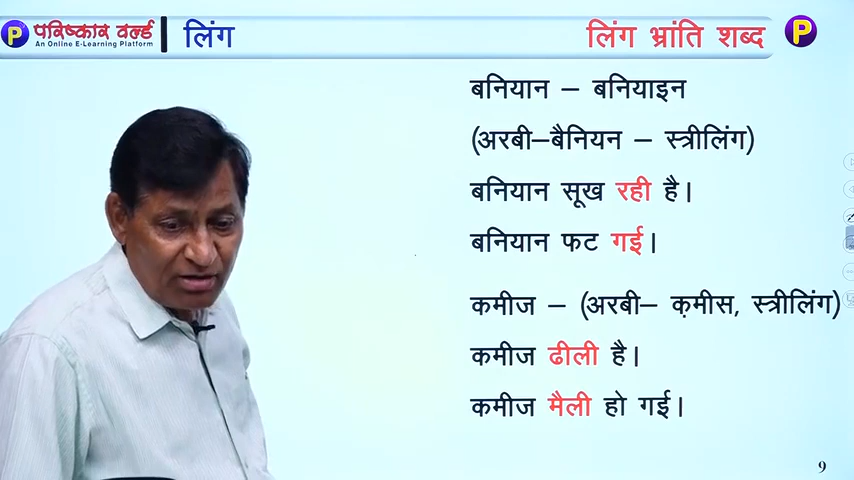 P परिष्कार वर्ल्ड
An Online E-Learning Platform
लिंग
लिंग भ्रांति शब्द P
बनियान – बनियाइन
(अरबी–बैनियन – स्त्रीलिंग)
बनियान सूख रही है।
बनियान फट गई।
कमीज – (अरबी– क़मीस, स्त्रीलिंग)
कमीज ढीली है।
कमीज मैली हो गई।
9